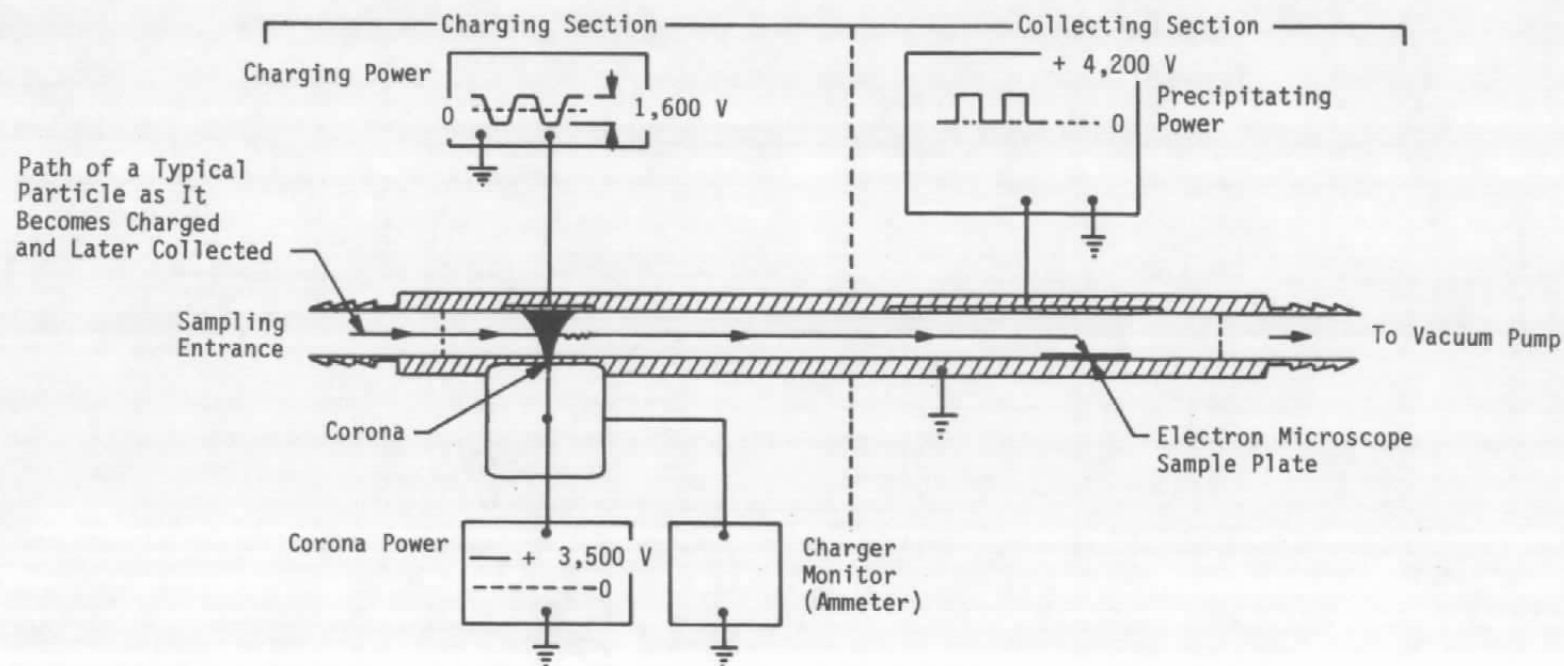 Charging Section
Collecting Section
Charging Power
0
1,600 V
+ 4,200 V
0
Precipitating
Power
Path of a Typical
Particle as It
Becomes Charged
and Later Collected
Sampling
Entrance
To Vacuum Pump
Corona
Electron Microscope
Sample Plate
Corona Power
+ 3,500 V
0
Charger
Monitor
(Ammeter)